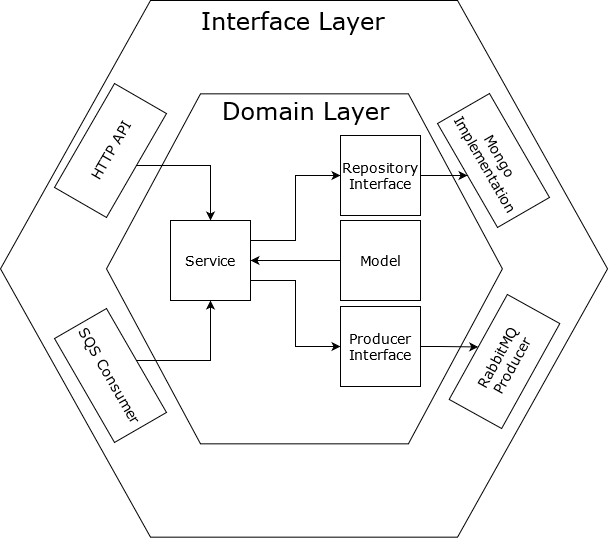 Interface Layer
Domain Layer
HTTP API
Repository
Interface
Mongo
Implementation
Service
Model
SQS Consumer
Producer
Interface
RabbitMQ
Producer